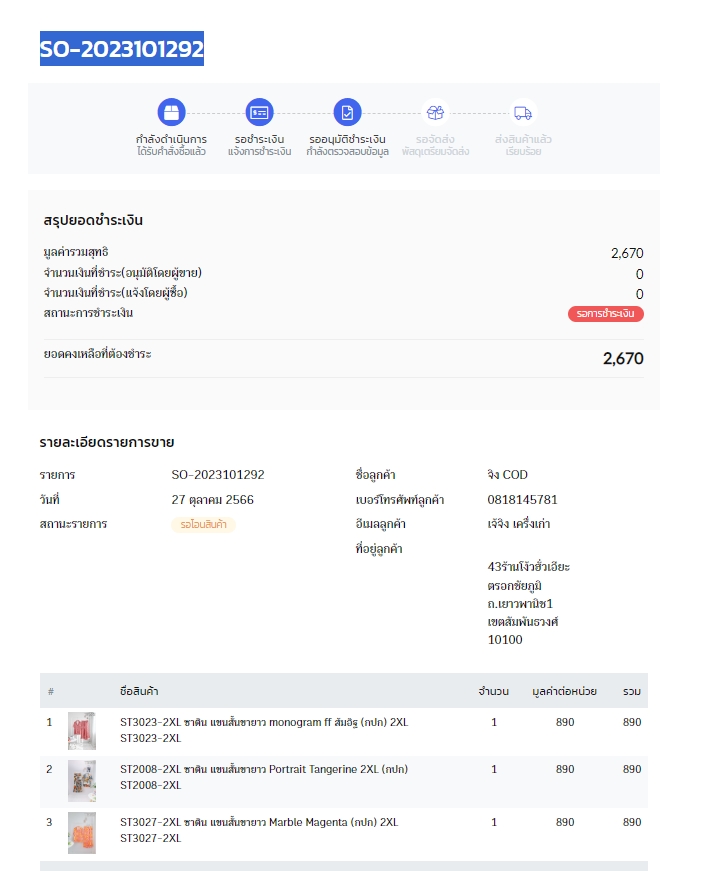 SO-2023101292
กำลังดำเนินการ
ได้รับคำสั่งซื้อแล้ว
รอชำระเงิน
แจ้งการชำระเงิน
รออนุมัติชำระเงิน
กำลังตรวจสอบข้อมูล
รอจัดส่ง
พัสดุเตรียมจัดส่ง
ส่งสินค้าแล้ว
เรียบร้อย
สรุปยอดชำระเงิน
มูลค่ารวมสุทธิ 2,670
จำนวนเงินที่ชำระ(อนุมัติโดยผู้ขาย) 0
จำนวนเงินที่ชำระ(แจ้งโดยผู้ซื้อ) 0
สถานะการชำระเงิน รอการชำระเงิน
ยอดคงเหลือที่ต้องชำระ 2,670
รายละเอียดรายการขาย
รายการ SO-2023101292 ชื่อลูกค้า จิง COD
วันที่ 27 ตุลาคม 2566 เบอร์โทรศัพท์ลูกค้า 0818145781
สถานะรายการ รอโอนสินค้า อีเมลลูกค้า เจ้จิง เครื่งเก่า
ที่อยู่ลูกค้า
43ร้านโง้วฮั่วเฮียะ
ตรอกชัยภูมิ
ถ.เยาวพานิช1
เขตสัมพันธวงศ์
10100
# ชื่อสินค้า จำนวน มูลค่าต่อหน่วย รวม
1 ST3023-2XL ซาติน แขนสั้นขายาว monogram ff ส้มอิฐ (กปก) 2XL 1 890 890
ST3023-2XL
2 ST2008-2XL ซาติน แขนสั้นขายาว Portrait Tangerine 2XL (กปก) 1 890 890
ST2008-2XL
3 ST3027-2XL ซาติน แขนสั้นขายาว Marble Magenta (กปก) 2XL 1 890 890
ST3027-2XL